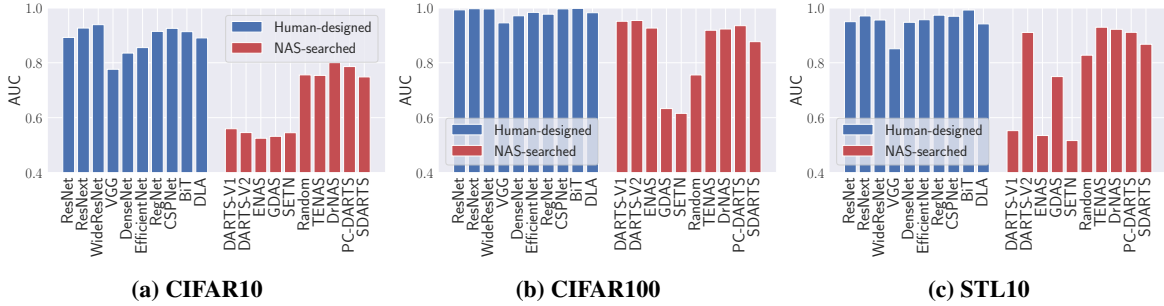 1.0
0.8
0.6
0.4
AUC
Human-designed
NAS-searched
ResNet
ResNext
WideResNet
VGG
DenseNet
EfficientNet
RegNet
CSPNet
BiT
DLA
DARTS-V1
DARTS-V2
ENAS
GDAS
SETN
Random
TENAS
DrNAS
PC-DARTS
SDARTS
(a) CIFAR10
1.0
0.8
0.6
0.4
AUC
Human-designed
NAS-searched
ResNet
ResNext
WideResNet
VGG
DenseNet
EfficientNet
RegNet
CSPNet
BiT
DLA
DARTS-V1
DARTS-V2
ENAS
GDAS
SETN
Random
TENAS
DrNAS
PC-DARTS
SDARTS
(b) CIFAR100
1.0
0.8
0.6
0.4
AUC
Human-designed
NAS-searched
ResNet
ResNext
WideResNet
VGG
DenseNet
EfficientNet
RegNet
CSPNet
BiT
DLA
DARTS-V1
DARTS-V2
ENAS
GDAS
SETN
Random
TENAS
DrNAS
PC-DARTS
SDARTS
(c) STL10